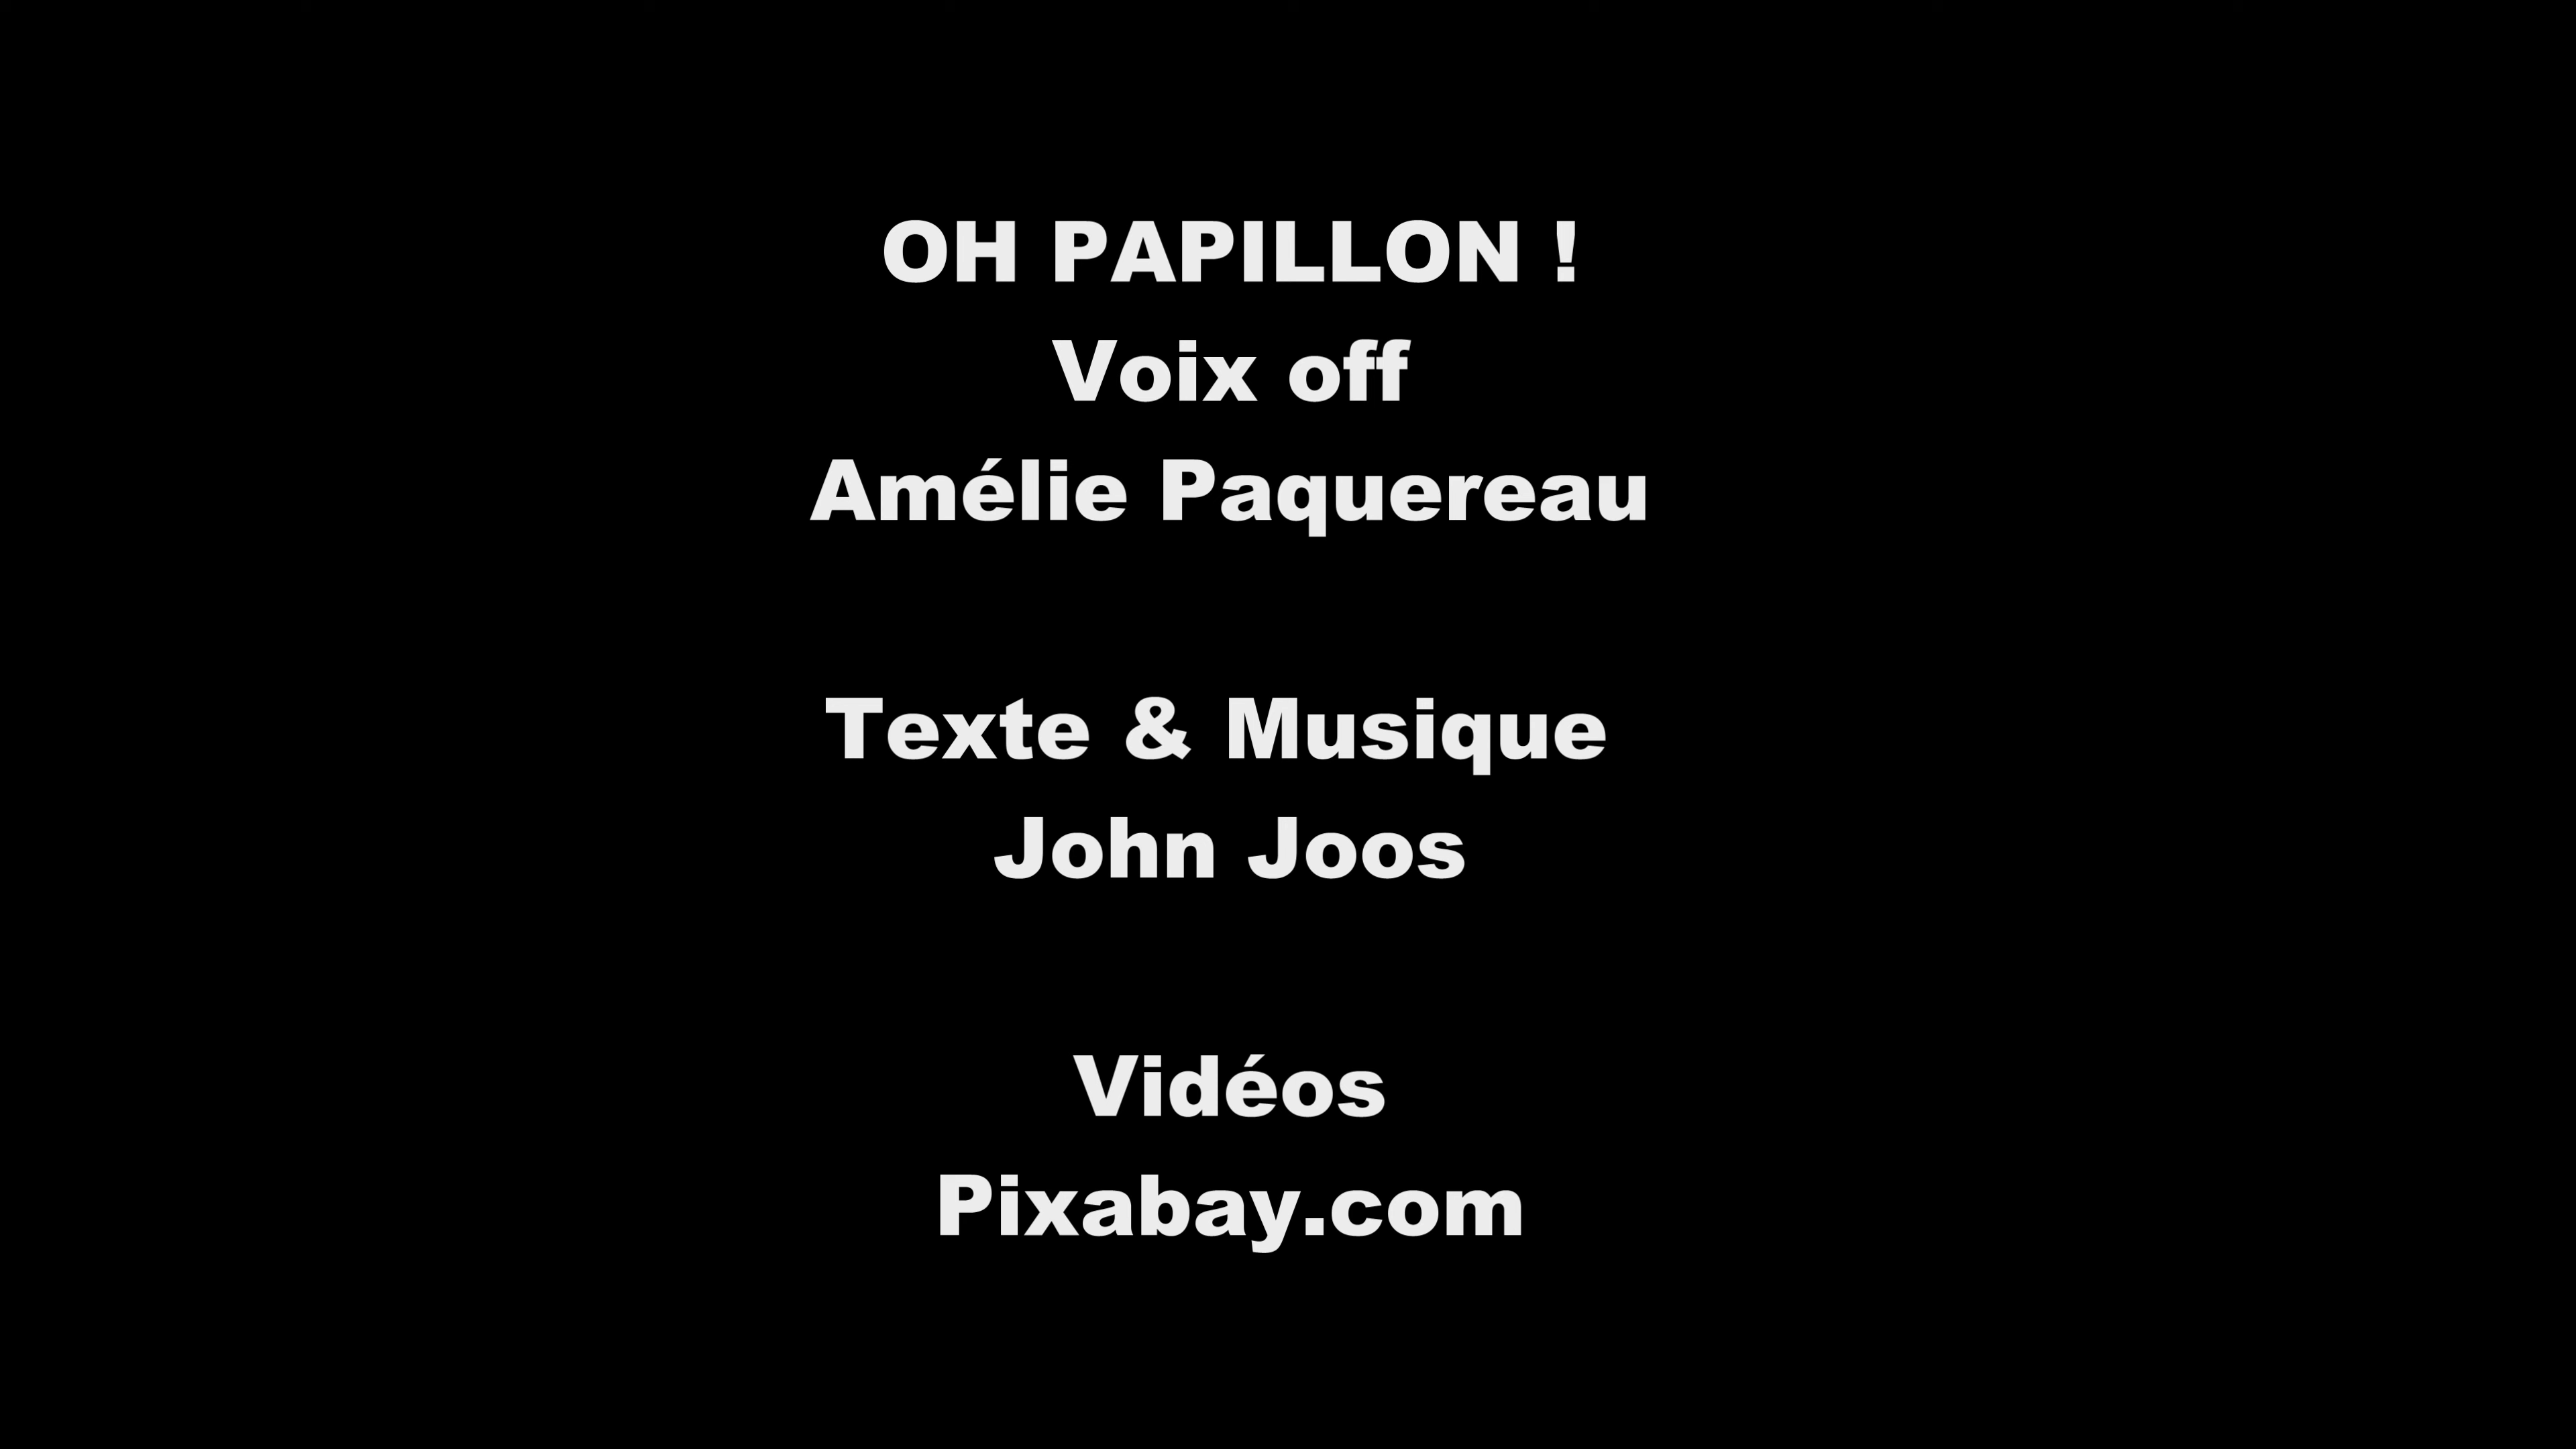 OH PAPILLON !
Voix off
Amélie Paquereau
Texte & Musique
John Joos
Vidéos
Pixabay.com